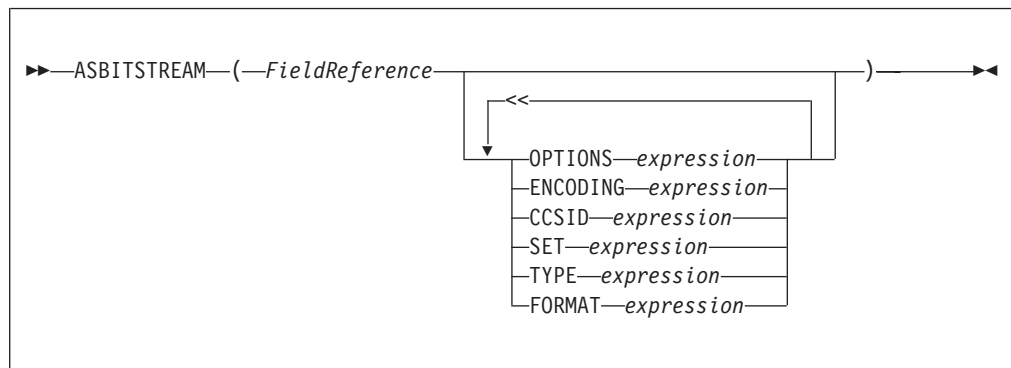 ASBITSTREAM ( FieldReference )
<<
OPTIONS expression
ENCODING expression
CCSID expression
SET expression
TYPE expression
FORMAT expression